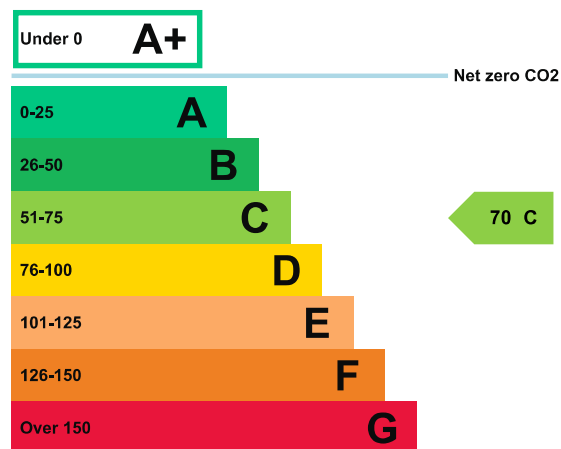 Under 0 A+
Net zero CO2
0-25 A
26-50 B
51-75 C
70 C
76-100 D
101-125 E
126-150 F
Over 150 G